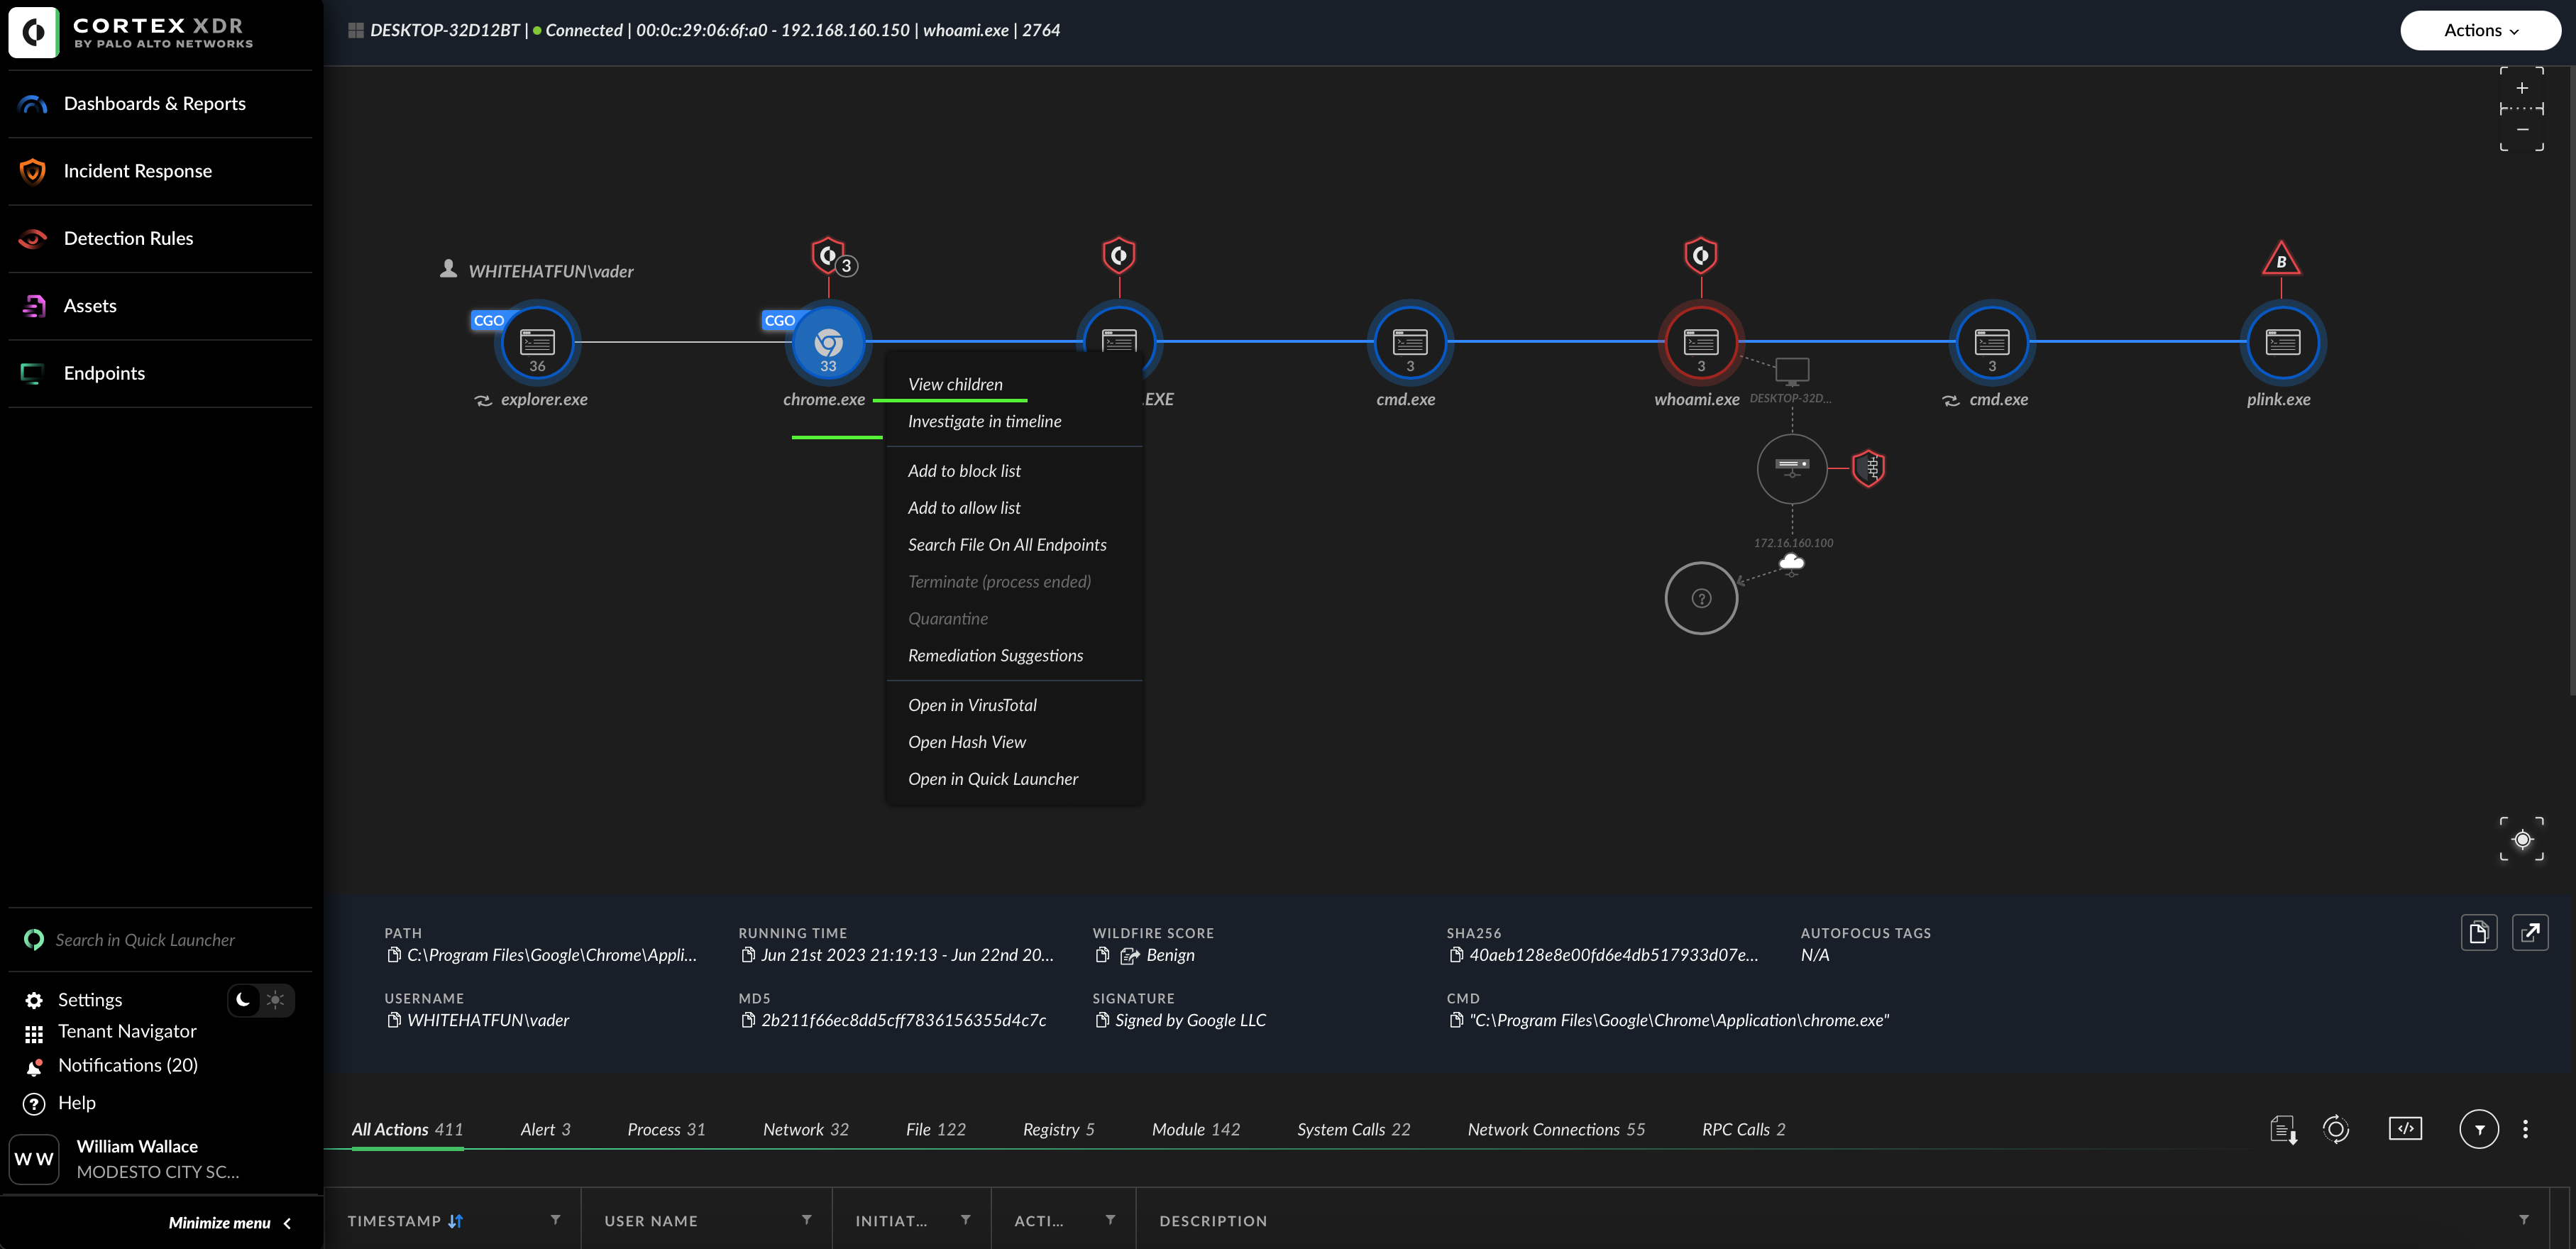 CORTEX XDR
BY PALO ALTO NETWORKS
Dashboards & Reports
Incident Response
Detection Rules
Assets
Endpoints
Search in Quick Launcher
Settings
Tenant Navigator
Notifications (20)
Help
W W
William Wallace
MODESTO CITY SC...
Minimize menu
DESKTOP-32D12BT | Connected | 00:0c:29:06:6f:a0 - 192.168.160.150 | whoami.exe | 2764
Actions
WHITEHATFUN\vader
3
B
CGO
CGO
36
33
3
3
3
explorer.exe
chrome.exe
.EXE
cmd.exe
whoami.exe
DESKTOP-32D...
cmd.exe
plink.exe
172.16.160.100
?
View children
Investigate in timeline
Add to block list
Add to allow list
Search File On All Endpoints
Terminate (process ended)
Quarantine
Remediation Suggestions
Open in VirusTotal
Open Hash View
Open in Quick Launcher
PATH
C:\Program Files\Google\Chrome\Appli...
RUNNING TIME
Jun 21st 2023 21:19:13 - Jun 22nd 20...
WILDFIRE SCORE
Benign
SHA256
40aeb128e8e00fd6e4db517933d07e...
AUTOFOCUS TAGS
N/A
USERNAME
WHITEHATFUN\vader
MD5
2b211f66ec8dd5cff7836156355d4c7c
SIGNATURE
Signed by Google LLC
CMD
"C:\Program Files\Google\Chrome\Application\chrome.exe"
All Actions 411
Alert 3
Process 31
Network 32
File 122
Registry 5
Module 142
System Calls 22
Network Connections 55
RPC Calls 2
TIMESTAMP
USER NAME
INITIAT...
ACTI...
DESCRIPTION